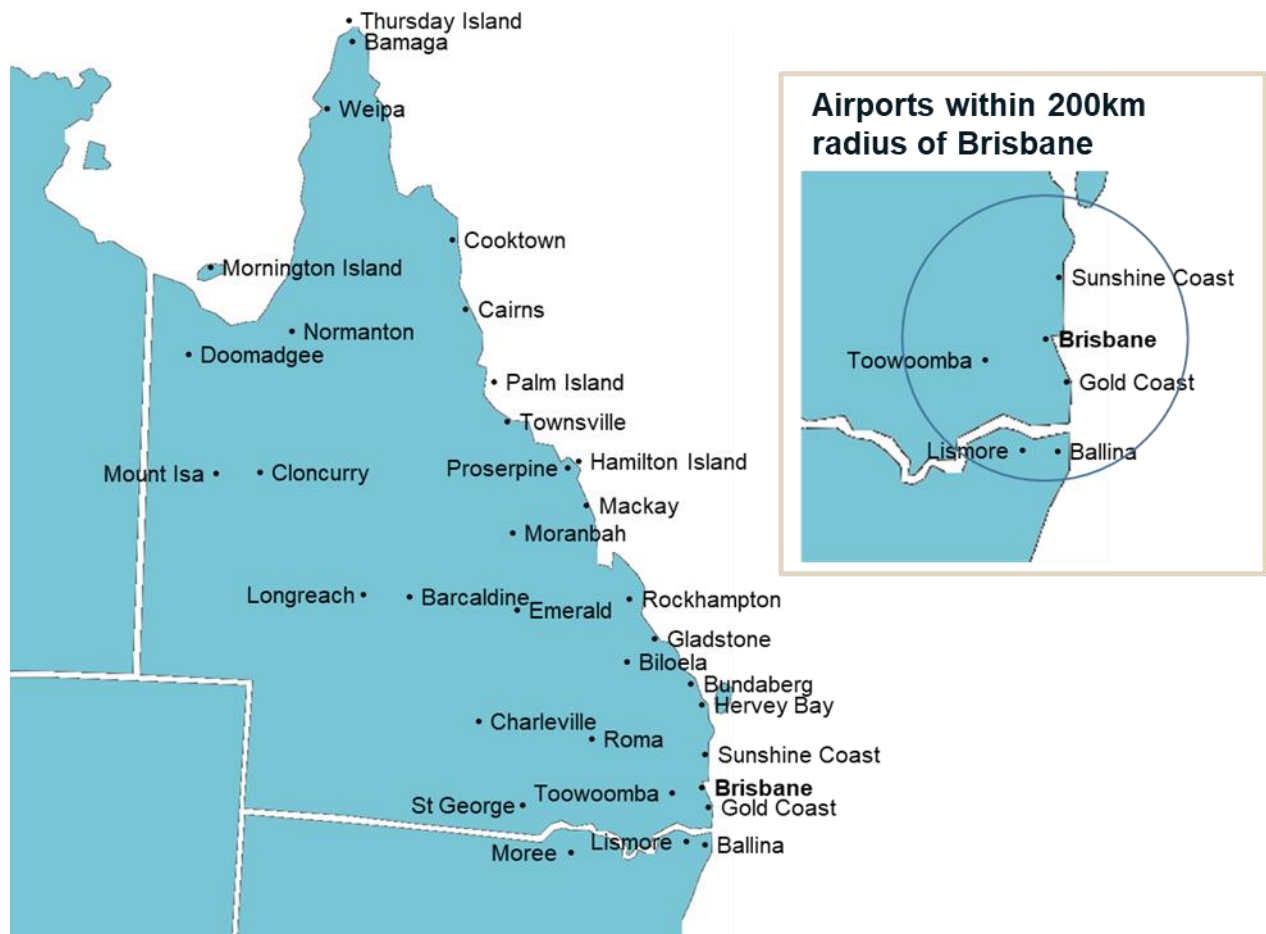 Thursday Island
Bamaga
Weipa
Cooktown
Mornington Island
Cairns
Normanton
Doomadgee
Palm Island
Townsville
Hamilton Island
Proserpine
Mount Isa
Cloncurry
Mackay
Moranbah
Longreach
Barcaldine
Emerald
Rockhampton
Gladstone
Biloela
Bundaberg
Hervey Bay
Charleville
Roma
Sunshine Coast
Brisbane
Toowoomba
St George
Gold Coast
Lismore
Ballina
Moree
Airports within 200km
radius of Brisbane
Sunshine Coast
Brisbane
Toowoomba
Gold Coast
Lismore
Ballina